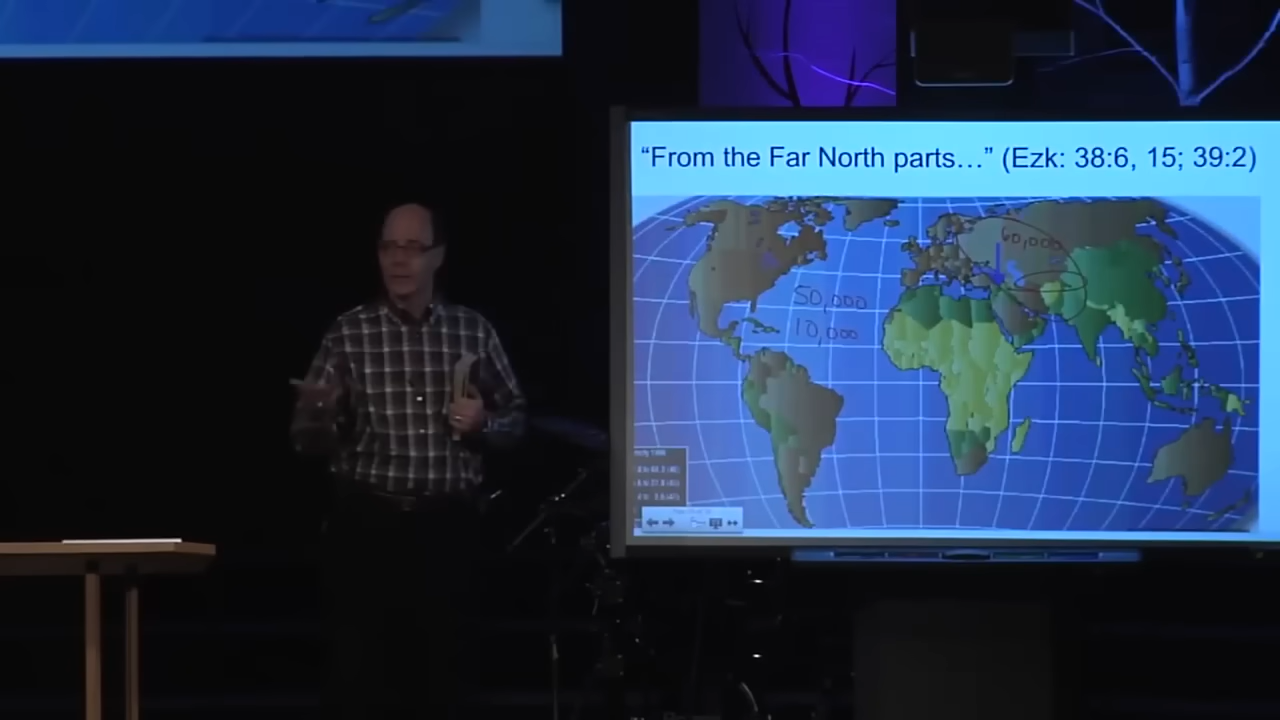 “From the Far North parts…” (Ezk: 38:6, 15; 39:2)
60,000
50,000
10,000